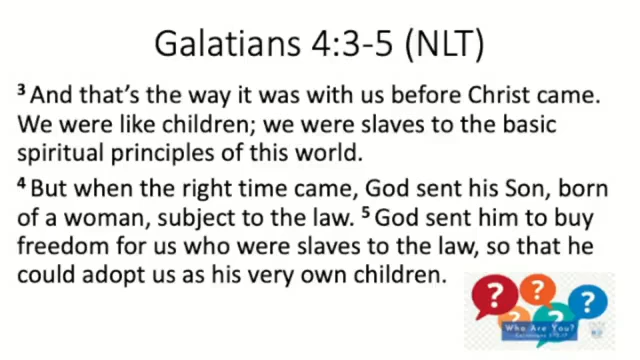 Galatians 4:3-5 (NLT)
³ And that's the way it was with us before Christ came.
We were like children; we were slaves to the basic
spiritual principles of this world.
⁴ But when the right time came, God sent his Son, born
of a woman, subject to the law. ⁵ God sent him to buy
freedom for us who were slaves to the law, so that he
could adopt us as his very own children.
? ? ?
? ?
Who Are You?